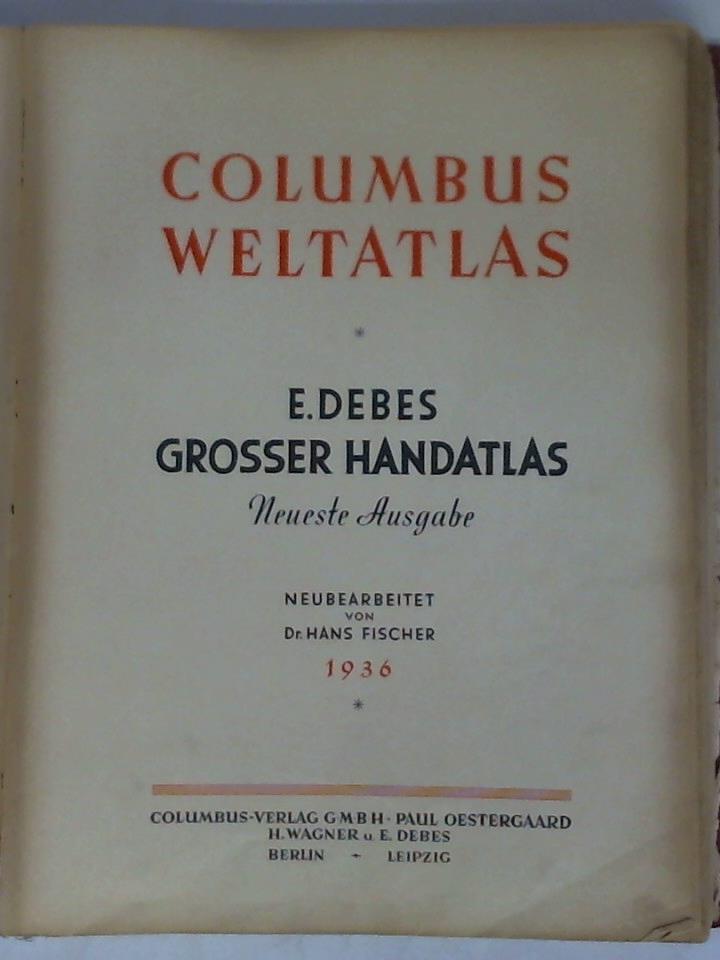 COLUMBUS
WELTATLAS
*
E. DEBES
GROSSER HANDATLAS
Neueste Ausgabe
NEUBEARBEITET
VON
Dr. HANS FISCHER
1936
*
COLUMBUS-VERLAG G·M·B·H · PAUL OESTERGAARD
H. WAGNER u. E. DEBES
BERLIN - LEIPZIG